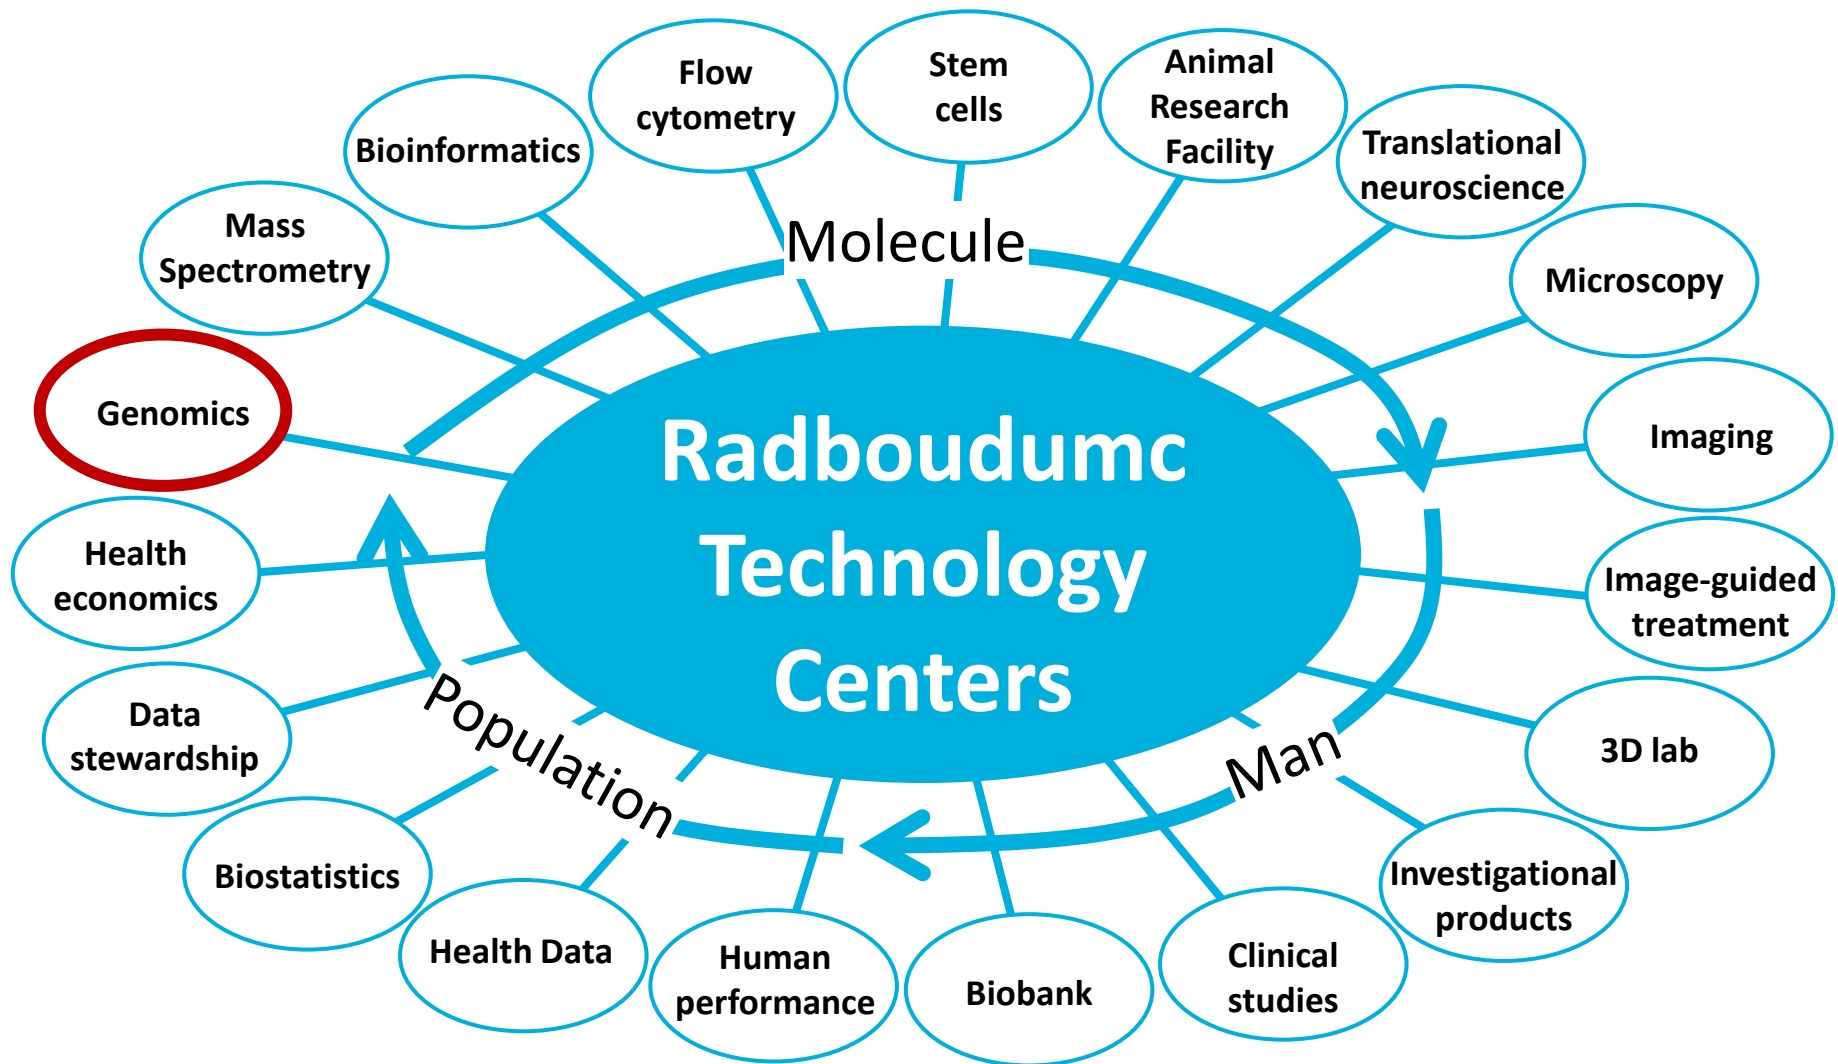 Flow
cytometry
Stem
cells
Animal
Research
Facility
Translational
neuroscience
Bioinformatics
Mass
Spectrometry
Molecule
Microscopy
Genomics
Imaging
Radboudumc
Technology
Centers
Health
economics
Image-guided
treatment
Data
stewardship
Population
Man
3D lab
Biostatistics
Investigational
products
Health Data
Human
performance
Biobank
Clinical
studies